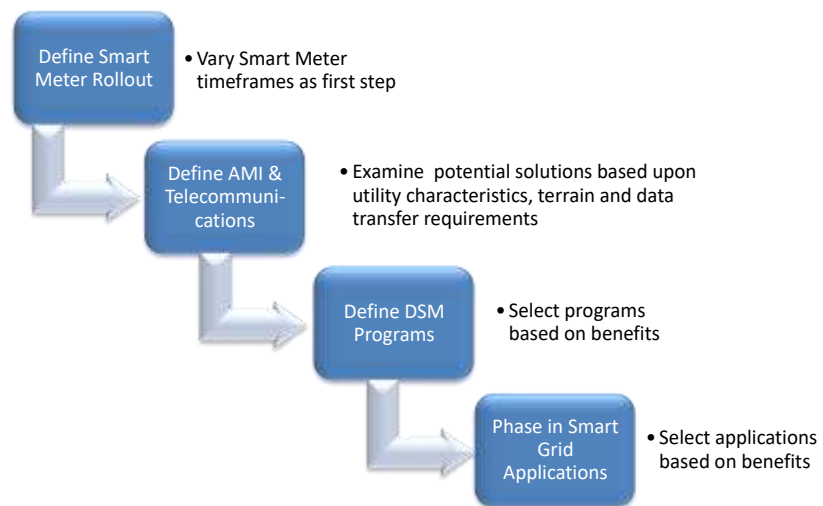 Define Smart
Meter Rollout
• Vary Smart Meter
timeframes as first step
Define AMI &
Telecommuni-
cations
• Examine potential solutions based upon
utility characteristics, terrain and data
transfer requirements
Define DSM
Programs
• Select programs
based on benefits
Phase in Smart
Grid
Applications
• Select applications
based on benefits